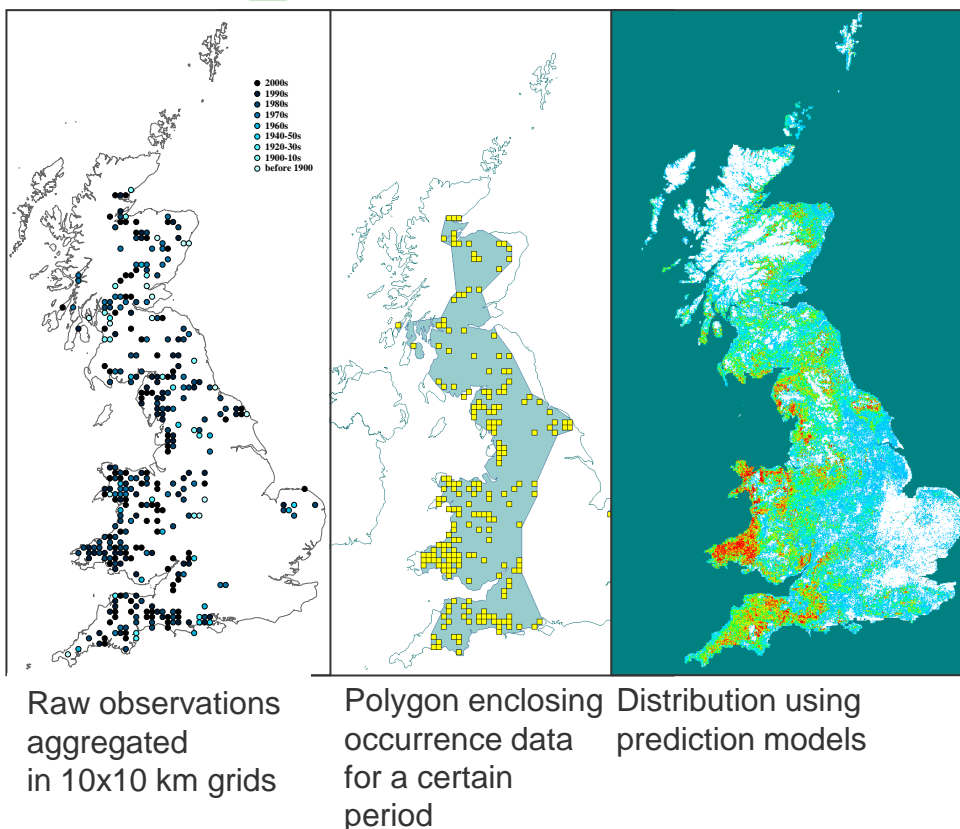 2000s
1990s
1980s
1970s
1960s
1940-50s
1920-30s
1900-10s
before 1900
Raw observations
aggregated
in 10x10 km grids
Polygon enclosing
occurrence data
for a certain
period
Distribution using
prediction models